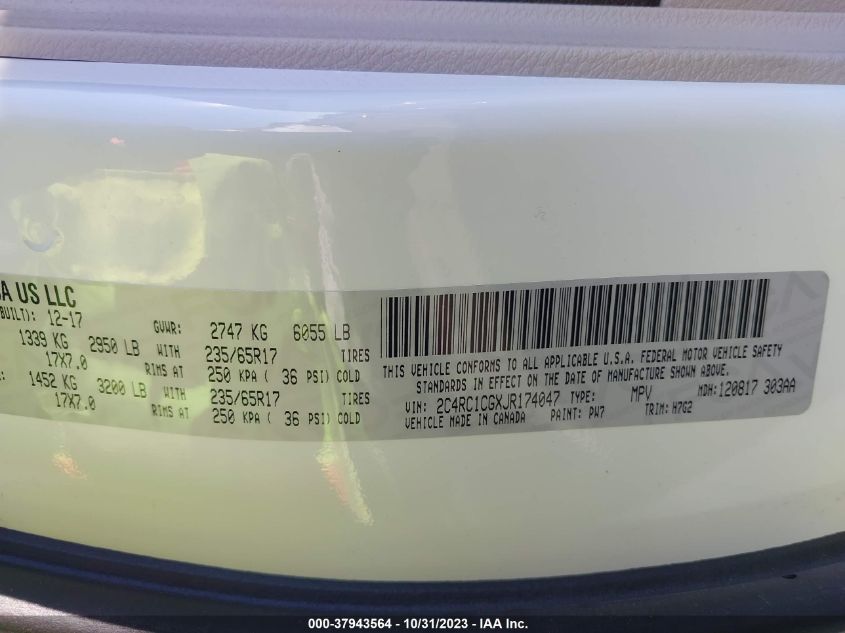 A US LLC
BUILT): 12-17 GVWR: 2747 KG 6055 LB
1339 KG 2950 LB WITH 235/65R17 TIRES
17X7.0 RIMS AT 250 KPA ( 36 PSI) COLD
1452 KG 3200 LB WITH 235/65R17 TIRES
17X7.0 RIMS AT 250 KPA ( 36 PSI) COLD
THIS VEHICLE CONFORMS TO ALL APPLICABLE U.S.A. FEDERAL MOTOR VEHICLE SAFETY
STANDARDS IN EFFECT ON THE DATE OF MANUFACTURE SHOWN ABOVE.
VIN: 2C4RC1CGXJR174047 TYPE: MPV MDH: 120817 303AA
VEHICLE MADE IN CANADA PAINT: PW7 TRIM: H7G2
000-37943564 / 10/31/2023 - IAA Inc.